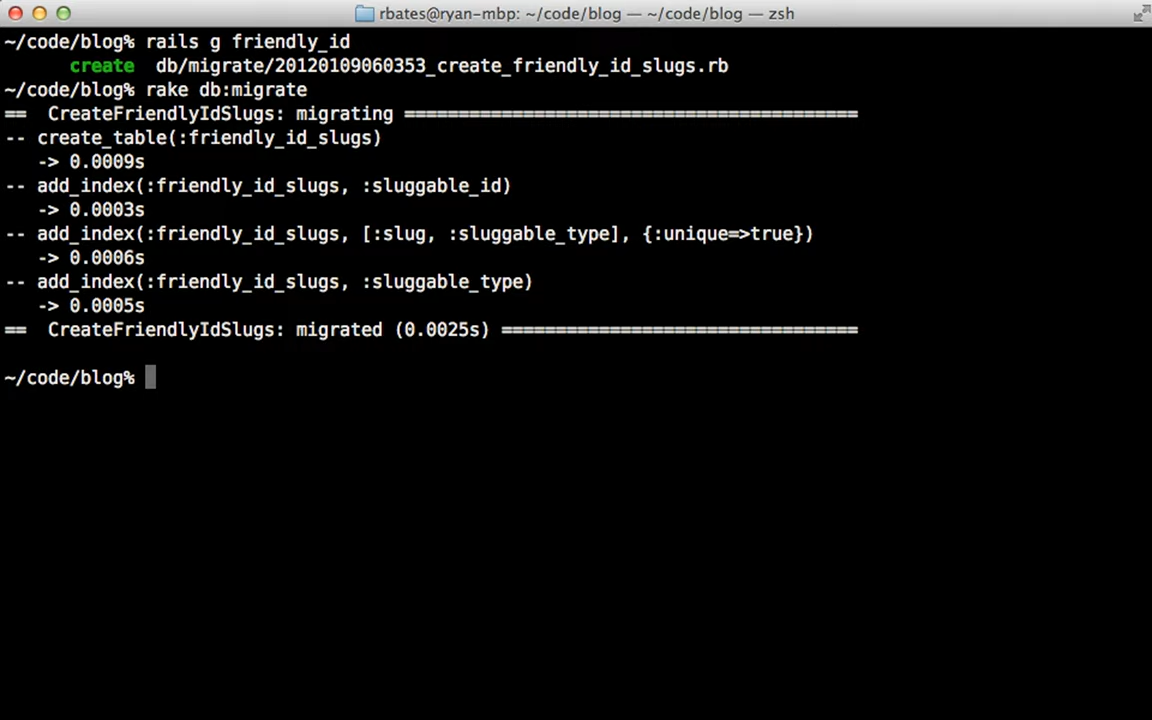 rbates@ryan-mbp: ~/code/blog — ~/code/blog — zsh
~/code/blog% rails g friendly_id
      create  db/migrate/20120109060353_create_friendly_id_slugs.rb
~/code/blog% rake db:migrate
==  CreateFriendlyIdSlugs: migrating ==========================================
-- create_table(:friendly_id_slugs)
   -> 0.0009s
-- add_index(:friendly_id_slugs, :sluggable_id)
   -> 0.0003s
-- add_index(:friendly_id_slugs, [:slug, :sluggable_type], {:unique=>true})
   -> 0.0006s
-- add_index(:friendly_id_slugs, :sluggable_type)
   -> 0.0005s
==  CreateFriendlyIdSlugs: migrated (0.0025s) =================================
~/code/blog%